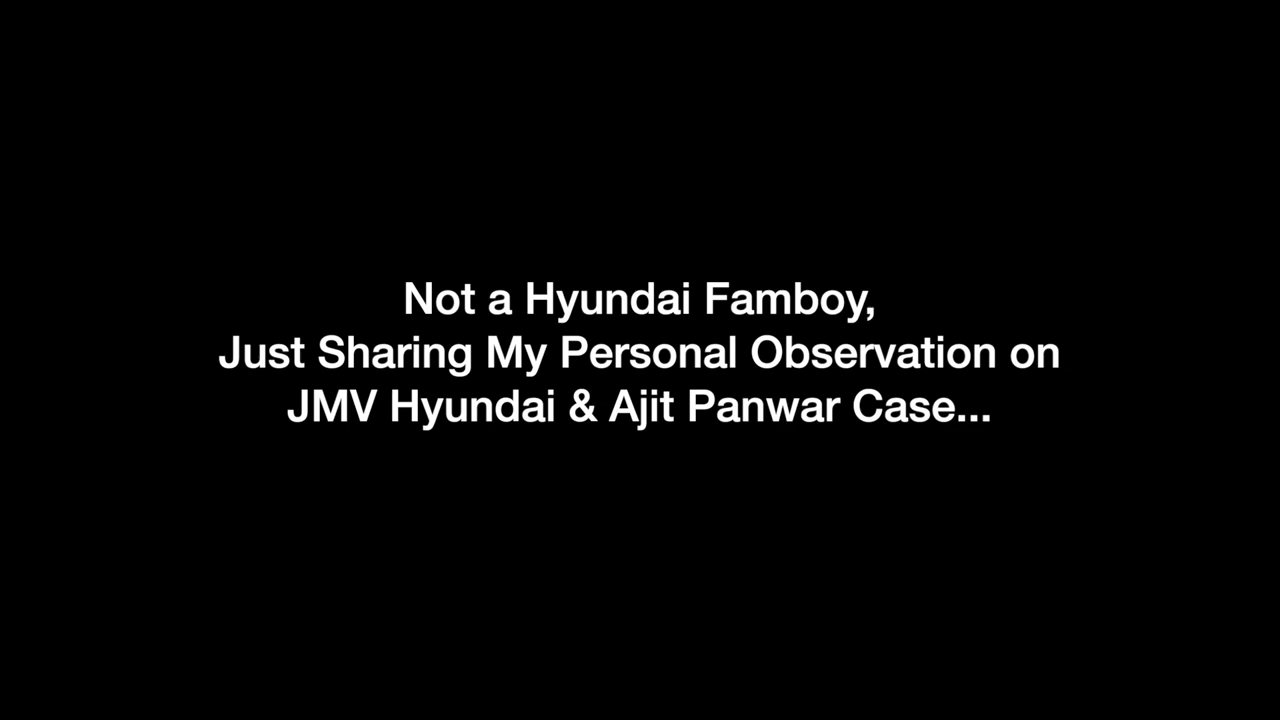 Not a Hyundai Famboy,
Just Sharing My Personal Observation on
JMV Hyundai & Ajit Panwar Case...